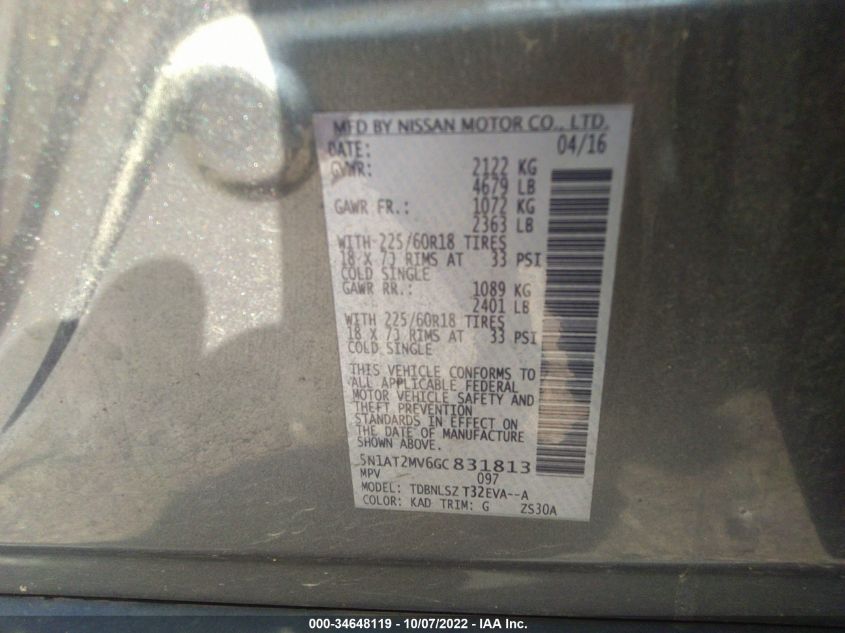 MFD BY NISSAN MOTOR CO., LTD.
DATE: 04/16
GVWR: 2122 KG
4679 LB
GAWR FR.: 1072 KG
2363 LB
WITH 225/60R18 TIRES
18 X 7J RIMS AT 33 PSI
COLD SINGLE
GAWR RR.: 1089 KG
2401 LB
WITH 225/60R18 TIRES
18 X 7J RIMS AT 33 PSI
COLD SINGLE
THIS VEHICLE CONFORMS TO
ALL APPLICABLE FEDERAL
MOTOR VEHICLE SAFETY AND
THEFT PREVENTION
STANDARDS IN EFFECT ON
THE DATE OF MANUFACTURE
SHOWN ABOVE.
5N1AT2MV6GC831813
MPV 097
MODEL: TDBNLSZ T32EVA--A
COLOR: KAD TRIM: G ZS30A
000-34648119 - 10/07/2022 - IAA Inc.